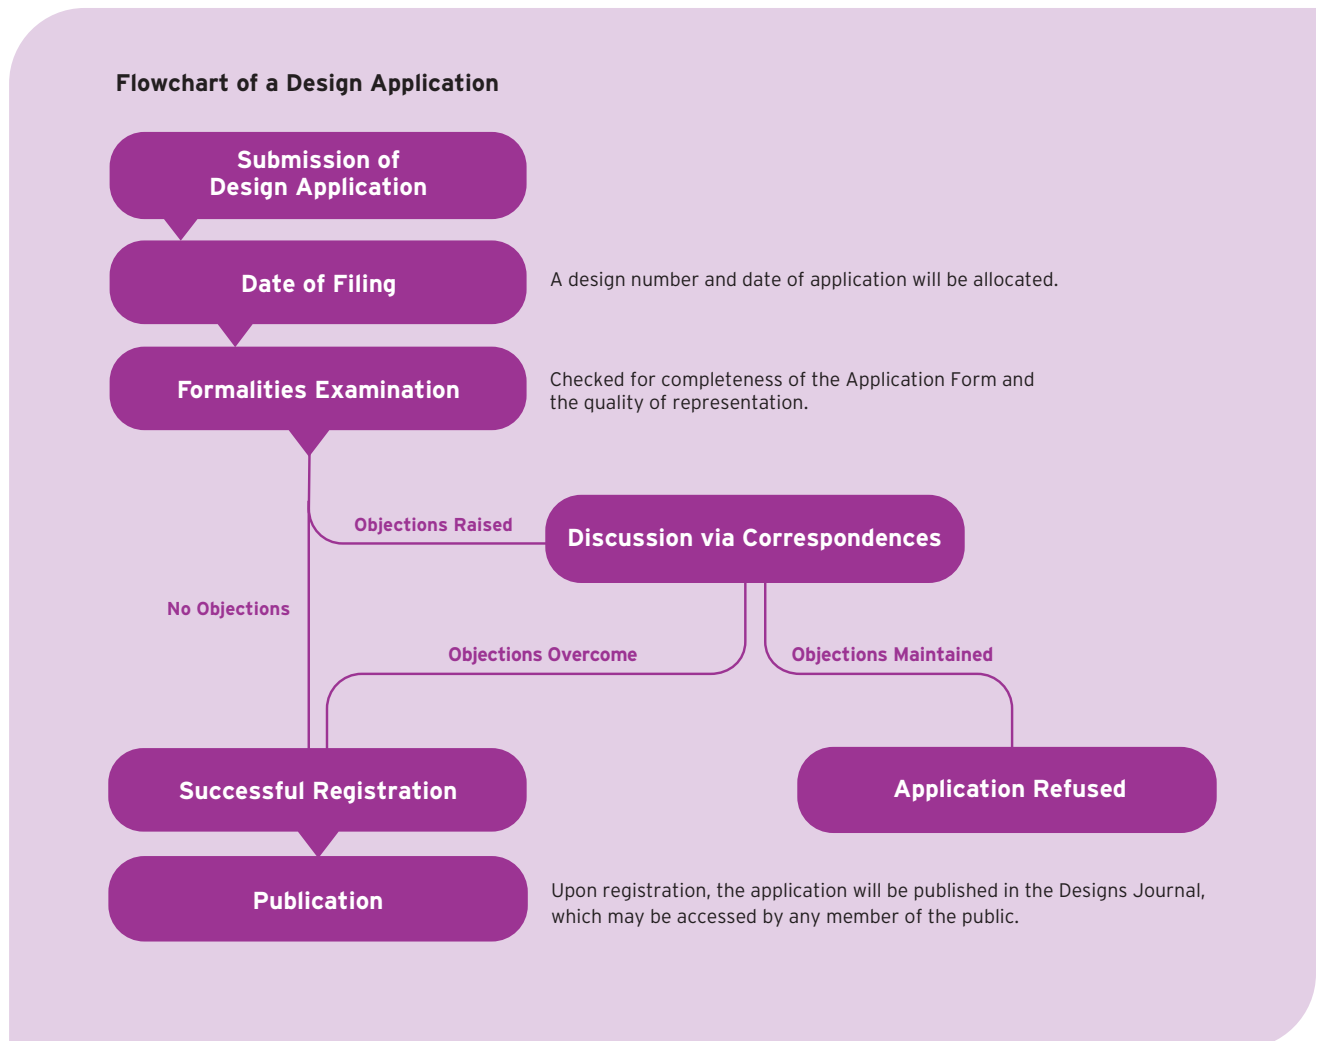 Flowchart of a Design Application
Submission of
Design Application
Date of Filing
A design number and date of application will be allocated.
Formalities Examination
Checked for completeness of the Application Form and
the quality of representation.
Objections Raised
Discussion via Correspondences
No Objections
Objections Overcome
Objections Maintained
Successful Registration
Application Refused
Publication
Upon registration, the application will be published in the Designs Journal,
which may be accessed by any member of the public.